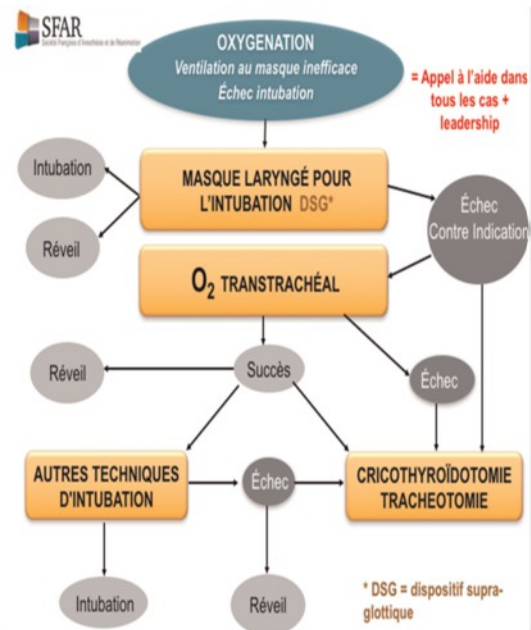 SFAR
Société Française d'Anesthésie et de Réanimation
OXYGENATION
Ventilation au masque inefficace
Échec intubation
= Appel à l'aide dans
tous les cas +
leadership
Intubation
MASQUE LARYNGÉ POUR
L'INTUBATION DSG*
Échec
Contre Indication
Réveil
O₂ TRANSTRACHÉAL
Réveil
Succès
Échec
AUTRES TECHNIQUES
D'INTUBATION
Échec
CRICOTHYROÏDOTOMIE
TRACHEOTOMIE
Intubation
Réveil
* DSG = dispositif supra-
glottique